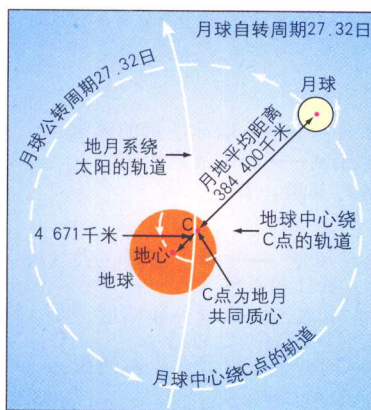 月球自转周期27.32日
月球公转周期27.32日
月球
月地平均距离
384 400千米
地月系绕
太阳的轨道
C
4 671千米
地心
地球
地球中心绕
C点的轨道
C点为地月
共同质心
月球中心绕C点的轨道